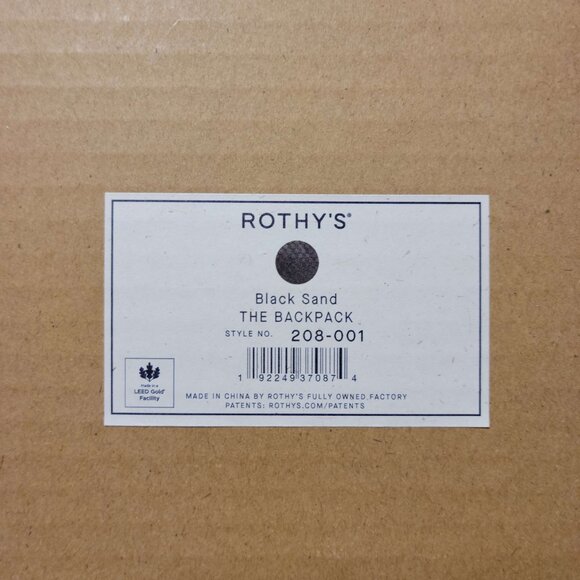 ROTHY'S®
Black Sand
THE BACKPACK
STYLE NO. 208-001
1 92249 37087 4
made in a
LEED Gold®
Facility
MADE IN CHINA BY ROTHY'S FULLY OWNED FACTORY
PATENTS: ROTHYS.COM/PATENTS